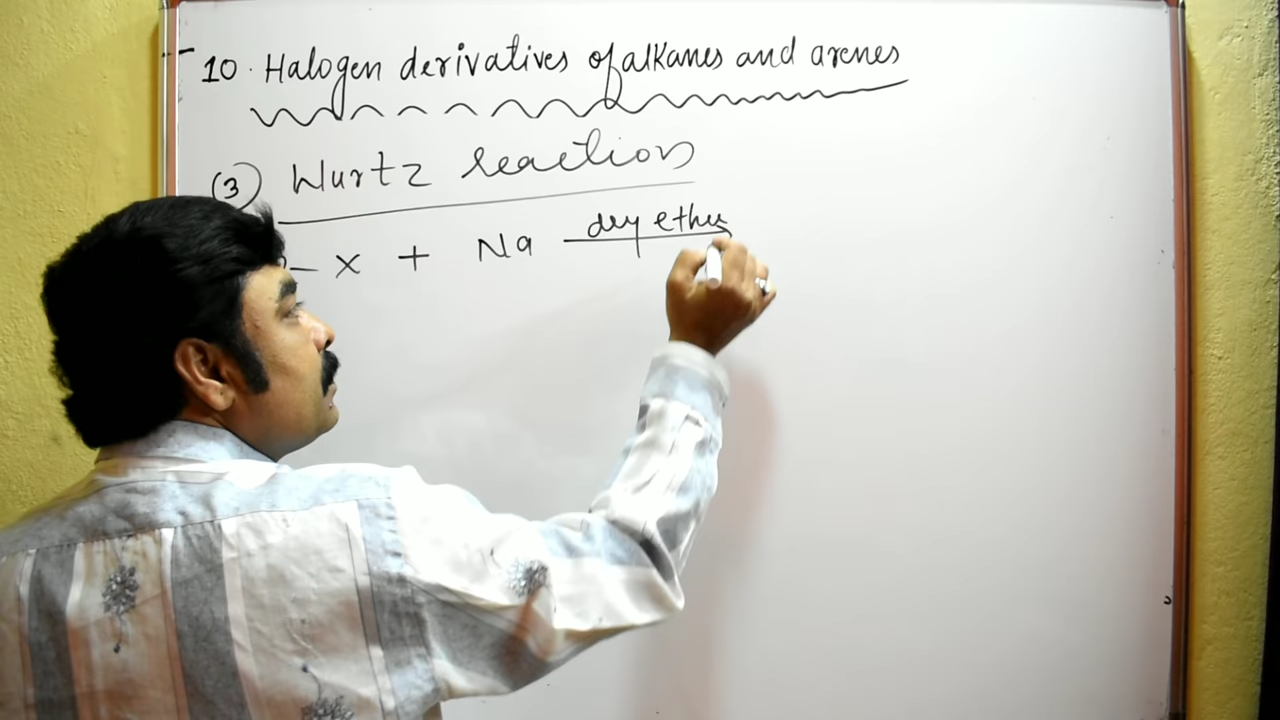 10. Halogen derivatives of alkanes and arenes
(3) Wurtz reaction
- x + Na dry ether